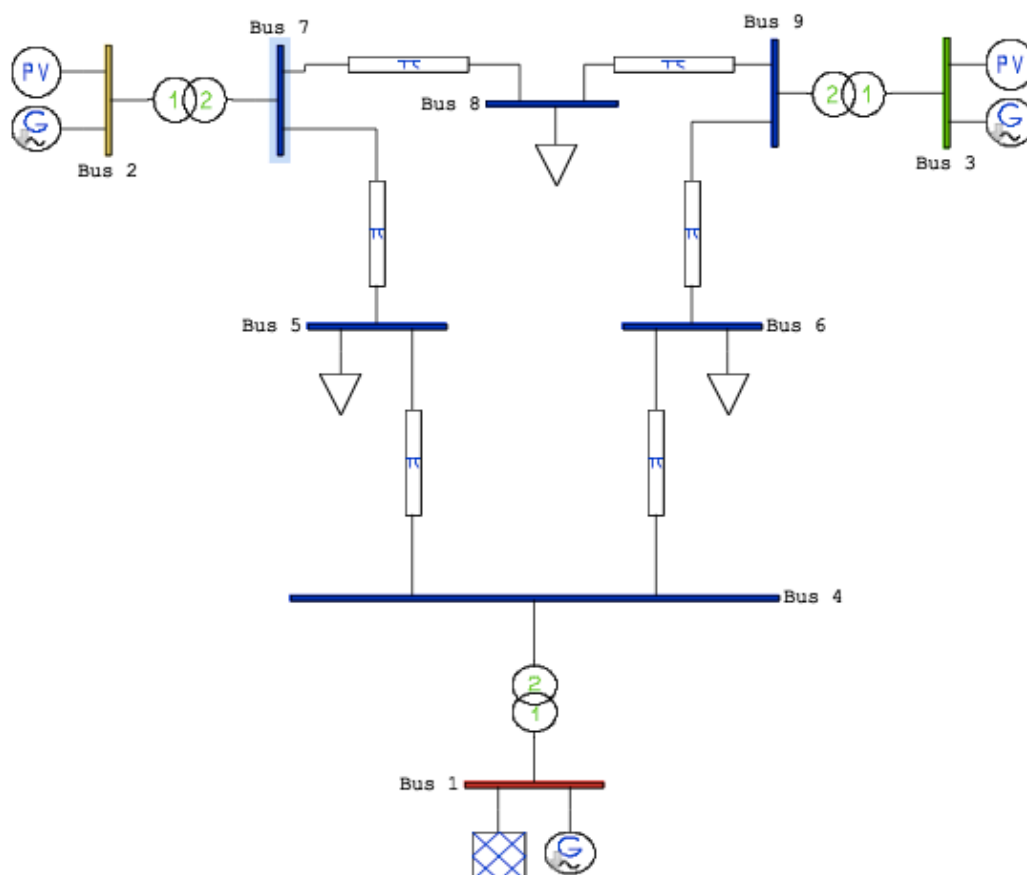 Bus 7
Bus 9
PV
1 2
π
π
2 1
PV
Bus 8
G
G
Bus 2
Bus 3
π
π
Bus 5
Bus 6
π
π
Bus 4
2
1
Bus 1
G